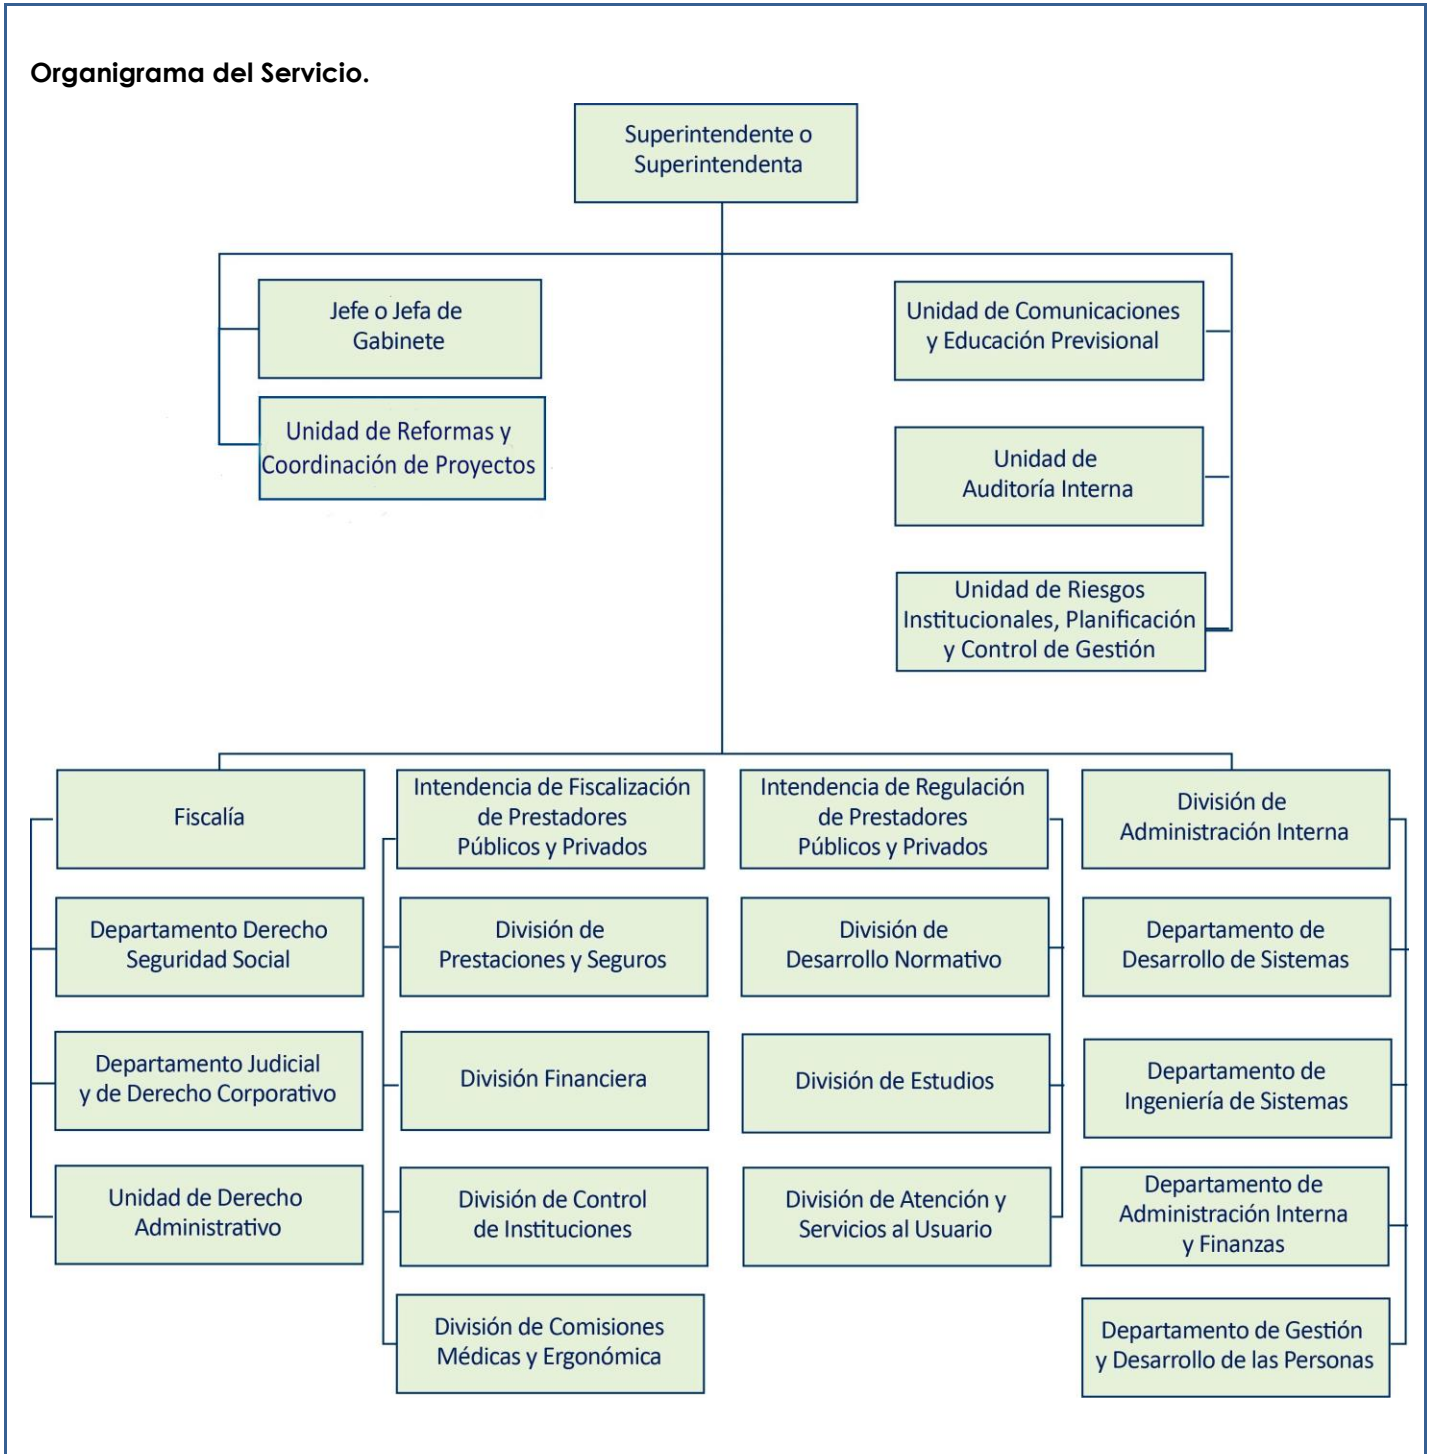 Organigrama del Servicio.
Superintendente o
Superintendenta
Jefe o Jefa de
Gabinete
Unidad de Reformas y
Coordinación de Proyectos
Unidad de Comunicaciones
y Educación Previsional
Unidad de
Auditoría Interna
Unidad de Riesgos
Institucionales, Planificación
y Control de Gestión
Fiscalía
Departamento Derecho
Seguridad Social
Departamento Judicial
y de Derecho Corporativo
Unidad de Derecho
Administrativo
Intendencia de Fiscalización
de Prestadores
Públicos y Privados
División de
Prestaciones y Seguros
División Financiera
División de Control
de Instituciones
División de Comisiones
Médicas y Ergonómica
Intendencia de Regulación
de Prestadores
Públicos y Privados
División de
Desarrollo Normativo
División de Estudios
División de Atención y
Servicios al Usuario
División de
Administración Interna
Departamento de
Desarrollo de Sistemas
Departamento de
Ingeniería de Sistemas
Departamento de
Administración Interna
y Finanzas
Departamento de Gestión
y Desarrollo de las Personas